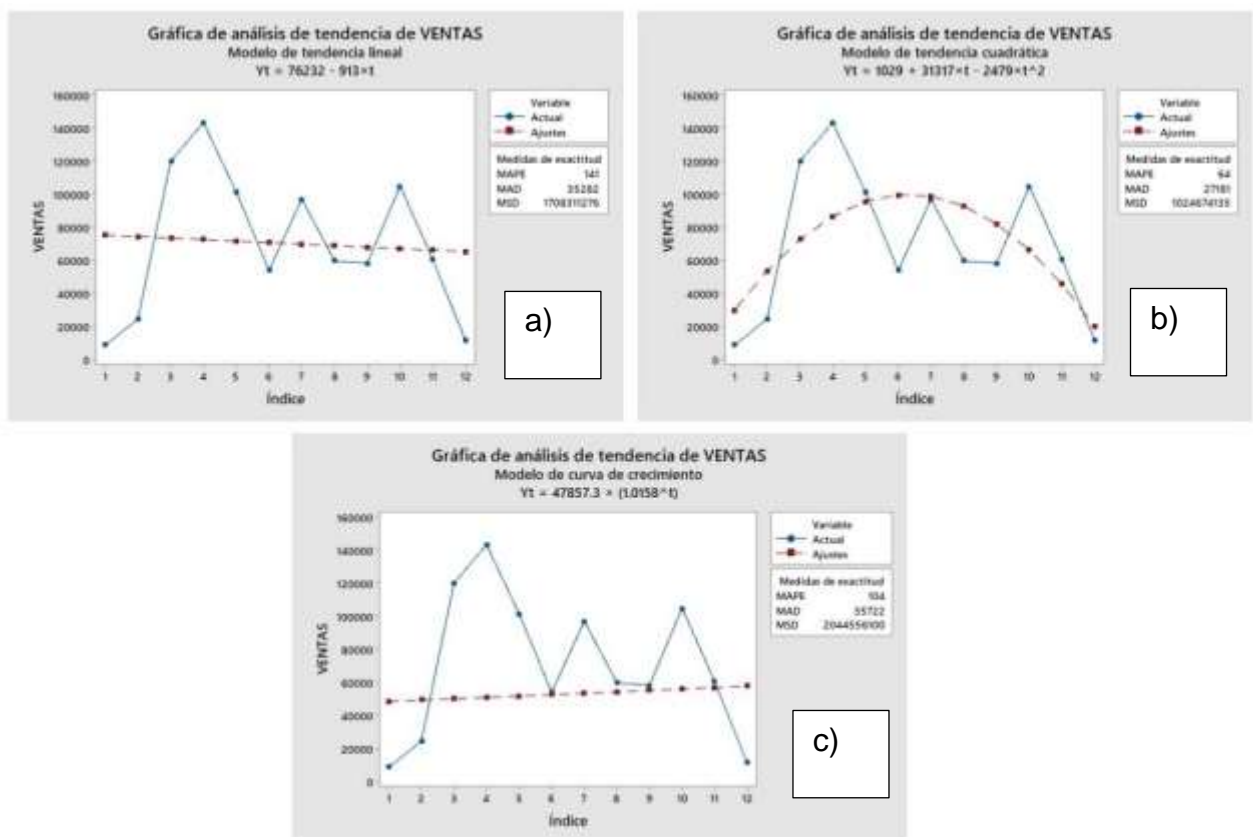 Gráfica de análisis de tendencia de VENTAS
Modelo de tendencia lineal
Yt = 76232 - 913×t
VENTAS
160000
140000
120000
100000
80000
60000
40000
20000
0
1 2 3 4 5 6 7 8 9 10 11 12
Índice
Variable
Actual
Ajustes
Medidas de exactitud
MAPE 141
MAD 35282
MSD 1708311276
a)
Gráfica de análisis de tendencia de VENTAS
Modelo de tendencia cuadrática
Yt = 1029 + 31317×t - 2479×t^2
VENTAS
160000
140000
120000
100000
80000
60000
40000
20000
0
1 2 3 4 5 6 7 8 9 10 11 12
Índice
Variable
Actual
Ajustes
Medidas de exactitud
MAPE 64
MAD 27181
MSD 1024674135
b)
Gráfica de análisis de tendencia de VENTAS
Modelo de curva de crecimiento
Yt = 47857.3 × (1.0158^t)
VENTAS
160000
140000
120000
100000
80000
60000
40000
20000
0
1 2 3 4 5 6 7 8 9 10 11 12
Índice
Variable
Actual
Ajustes
Medidas de exactitud
MAPE 104
MAD 35722
MSD 2044556100
c)